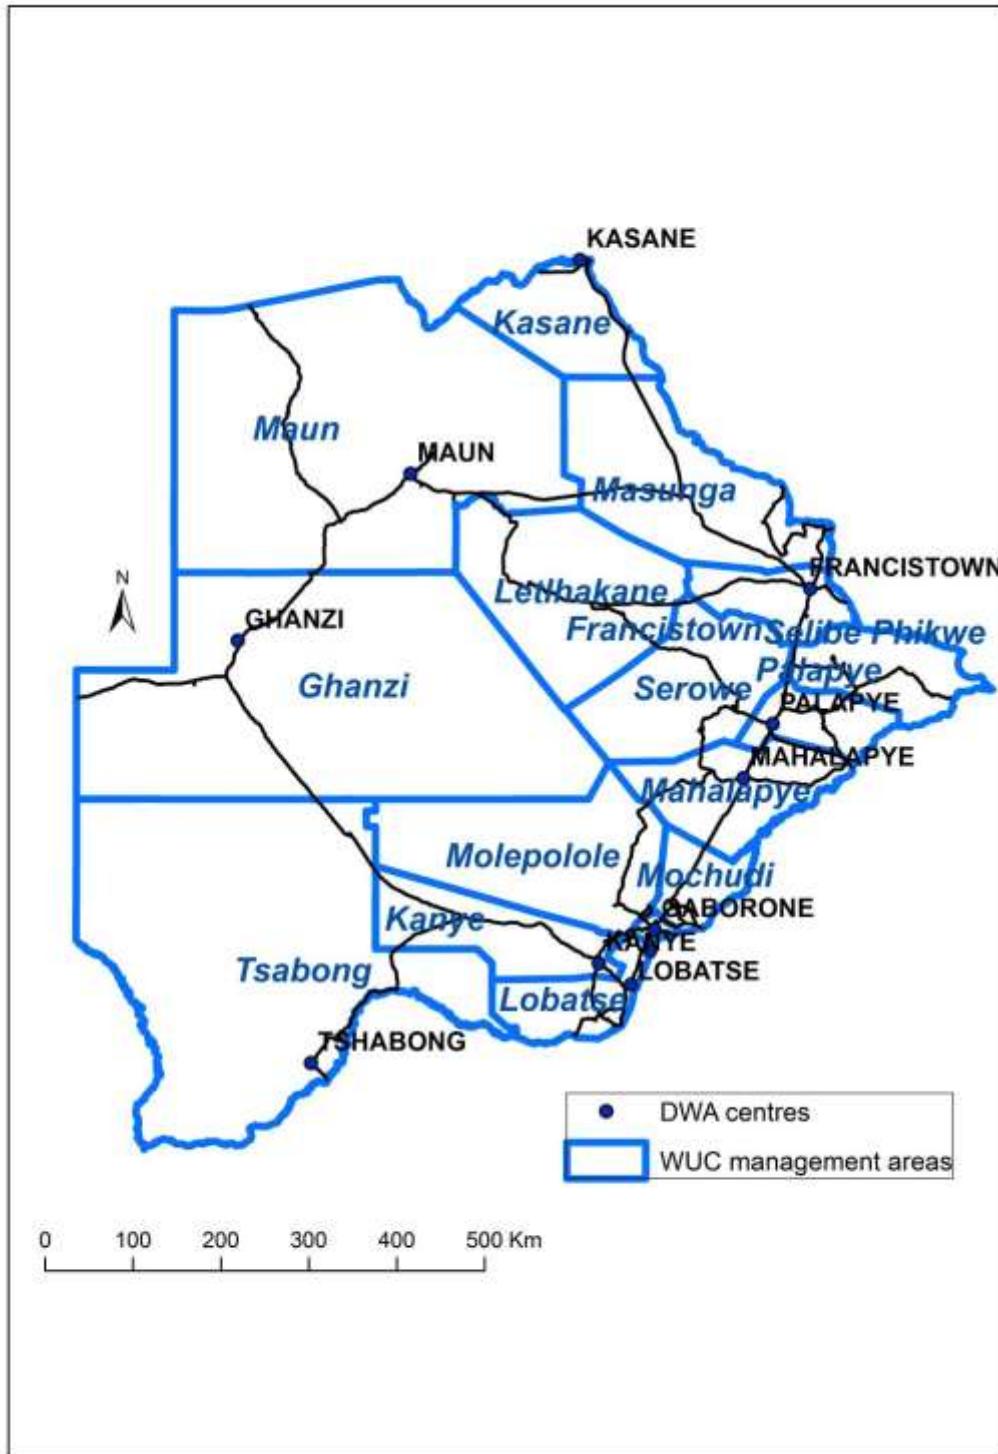 KASANE
Kasane
Maun
MAUN
Masunga
FRANCISTOWN
N
Letlhakane
GHANZI
Francistown
Selibe Phikwe
Ghanzi
Serowe
Palapye
PALAPYE
MAHALAPYE
Mahalapye
Molepolole
Mochudi
GABORONE
Kanye
KANYE
Tsabong
LOBATSE
Lobatse
TSHABONG
DWA centres
WUC management areas
0 100 200 300 400 500 Km